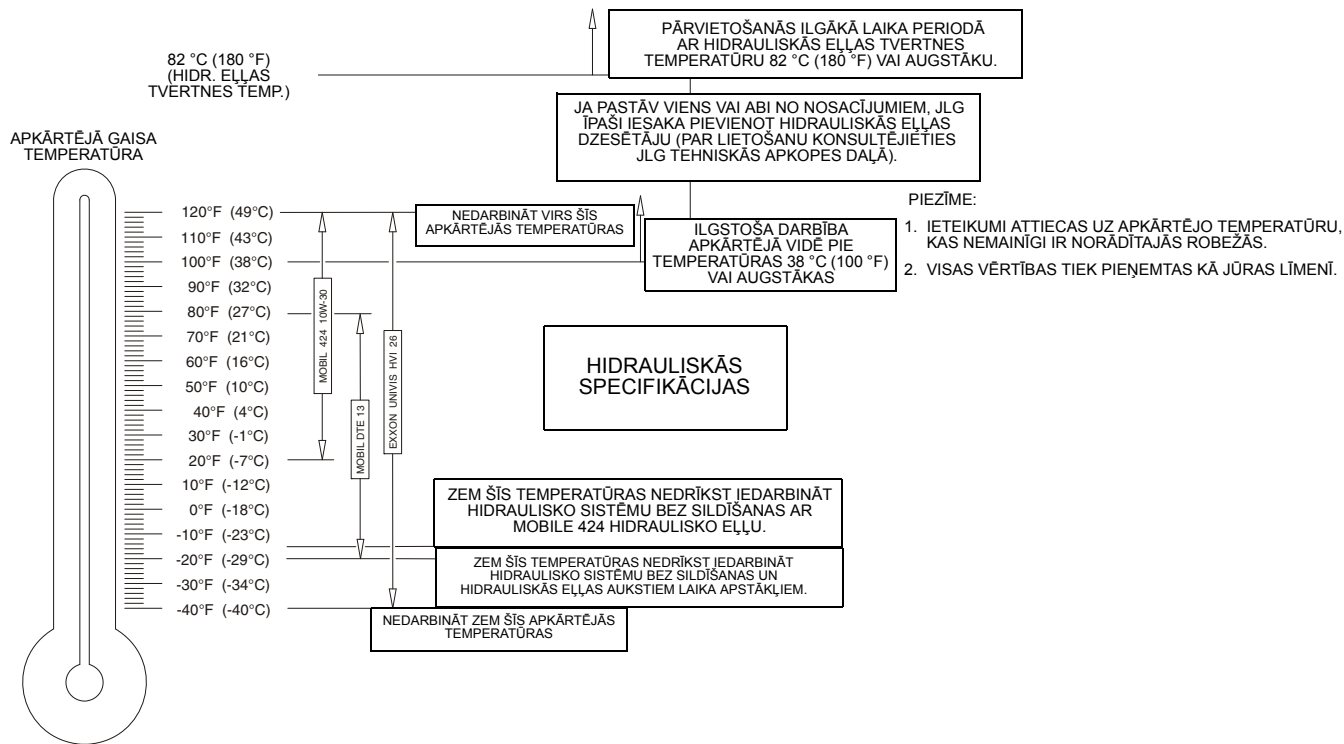 82 °C (180 °F)
(HIDR. EĻĻAS
TVERTNES TEMP.)
PĀRVIETOŠANĀS ILGĀKĀ LAIKA PERIODĀ
AR HIDRAULISKĀS EĻĻAS TVERTNES
TEMPERATŪRU 82 °C (180 °F) VAI AUGSTĀKU.
JA PASTĀV VIENS VAI ABI NO NOSACĪJUMIEM, JLG
ĪPAŠI IESAKA PIEVIENOT HIDRAULISKĀS EĻĻAS
DZESĒTĀJU (PAR LIETOŠANU KONSULTĒJIETIES
JLG TEHNISKĀS APKOPES DAĻĀ).
APKĀRTĒJĀ GAISA
TEMPERATŪRA
120°F (49°C)
110°F (43°C)
100°F (38°C)
90°F (32°C)
80°F (27°C)
70°F (21°C)
60°F (16°C)
50°F (10°C)
40°F (4°C)
30°F (-1°C)
20°F (-7°C)
10°F (-12°C)
0°F (-18°C)
-10°F (-23°C)
-20°F (-29°C)
-30°F (-34°C)
-40°F (-40°C)
MOBIL 424 10W-30
MOBIL DTE 13
EXXON UNIVIS HVI 26
NEDARBINĀT VIRS ŠĪS
APKĀRTĒJĀS TEMPERATŪRAS
ILGSTOŠA DARBĪBA
APKĀRTĒJĀ VIDĒ PIE
TEMPERATŪRAS 38 °C (100 °F)
VAI AUGSTĀKAS
PIEZĪME:
1. IETEIKUMI ATTIECAS UZ APKĀRTĒJO TEMPERATŪRU,
KAS NEMAINĪGI IR NORĀDĪTAJĀS ROBEŽĀS.
2. VISAS VĒRTĪBAS TIEK PIEŅEMTAS KĀ JŪRAS LĪMENĪ.
HIDRAULISKĀS
SPECIFIKĀCIJAS
ZEM ŠĪS TEMPERATŪRAS NEDRĪKST IEDARBINĀT
HIDRAULISKO SISTĒMU BEZ SILDĪŠANAS AR
MOBILE 424 HIDRAULISKO EĻĻU.
ZEM ŠĪS TEMPERATŪRAS NEDRĪKST IEDARBINĀT
HIDRAULISKO SISTĒMU BEZ SILDĪŠANAS UN
HIDRAULISKĀS EĻĻAS AUKSTIEM LAIKA APSTĀKĻIEM.
NEDARBINĀT ZEM ŠĪS APKĀRTĒJĀS
TEMPERATŪRAS